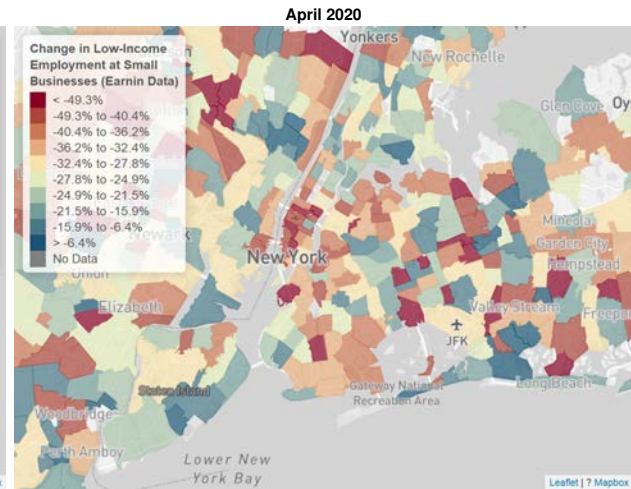 April 2020
Change in Low-Income
Employment at Small
Businesses (Earnin Data)
< -49.3%
-49.3% to -40.4%
-40.4% to -36.2%
-36.2% to -32.4%
-32.4% to -27.8%
-27.8% to -24.9%
-24.9% to -21.5%
-21.5% to -15.9%
-15.9% to -6.4%
> -6.4%
No Data
Yonkers
New Rochelle
Glen Cove
Oy
Mineola
Garden City
Hempstead
Newark
New York
Union
Elizabeth
Valley Stream
Freeport
JFK
Staten Island
Gateway National
Recreation Area
Long Beach
Woodbridge
Perth Amboy
Lower New
York Bay
Leaflet | ? Mapbox